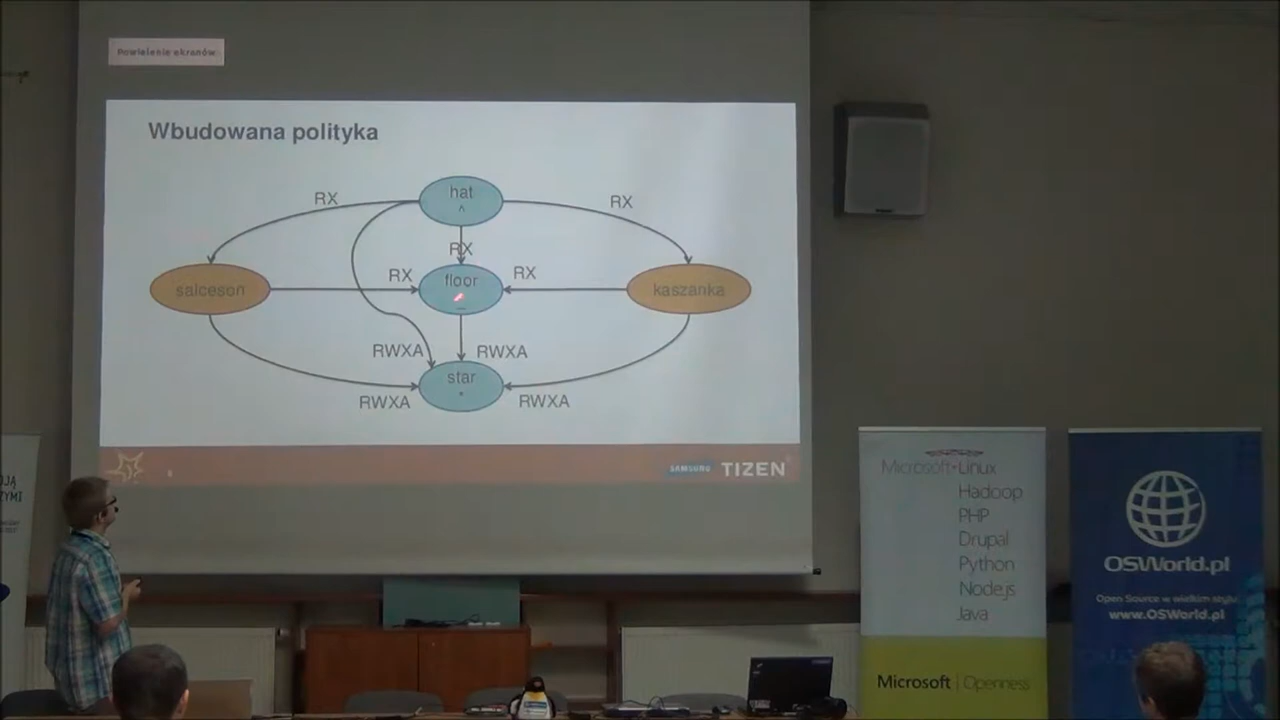 Powielenie ekranów
Wbudowana polityka
hat
^
RX
RX
RX
salceson
RX
floor
_
RX
kaszanka
RWXA
RWXA
star
*
RWXA
RWXA
SAMSUNG TIZEN
Microsoft Linux
Hadoop
PHP
Drupal
Python
Node.js
Java
Microsoft | Openness
OSWorld.pl
Open Source w wielkim stylu
www.OSWorld.pl